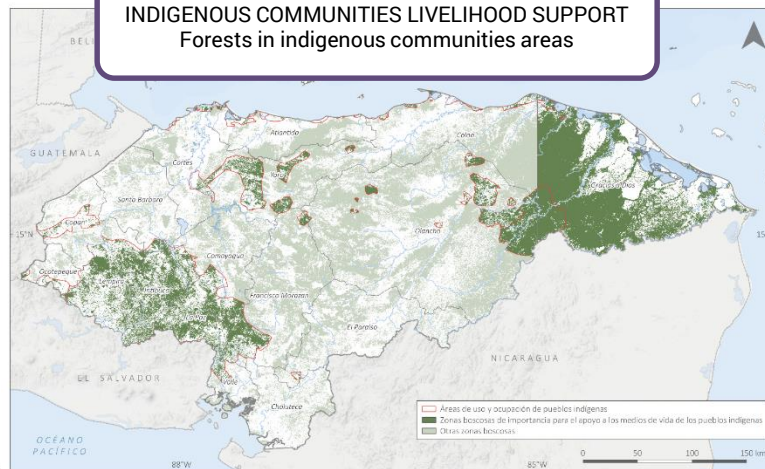 INDIGENOUS COMMUNITIES LIVELIHOOD SUPPORT
Forests in indigenous communities areas
GUATEMALA
Atlántida
Colón
Cortés
Yoro
Gracias a Dios
Santa Bárbara
Copán
15°N
Olancho
Comayagua
Ocotepeque
Lempira
Intibucá
Francisco Morazán
La Paz
El Paraíso
NICARAGUA
EL SALVADOR
Valle
Choluteca
Áreas de uso y ocupación de pueblos indígenas
Zonas boscosas de importancia para el apoyo a los medios de vida de los pueblos indígenas
Otras zonas boscosas
OCÉANO
PACÍFICO
88°W
85°W
0 50 100 150 km